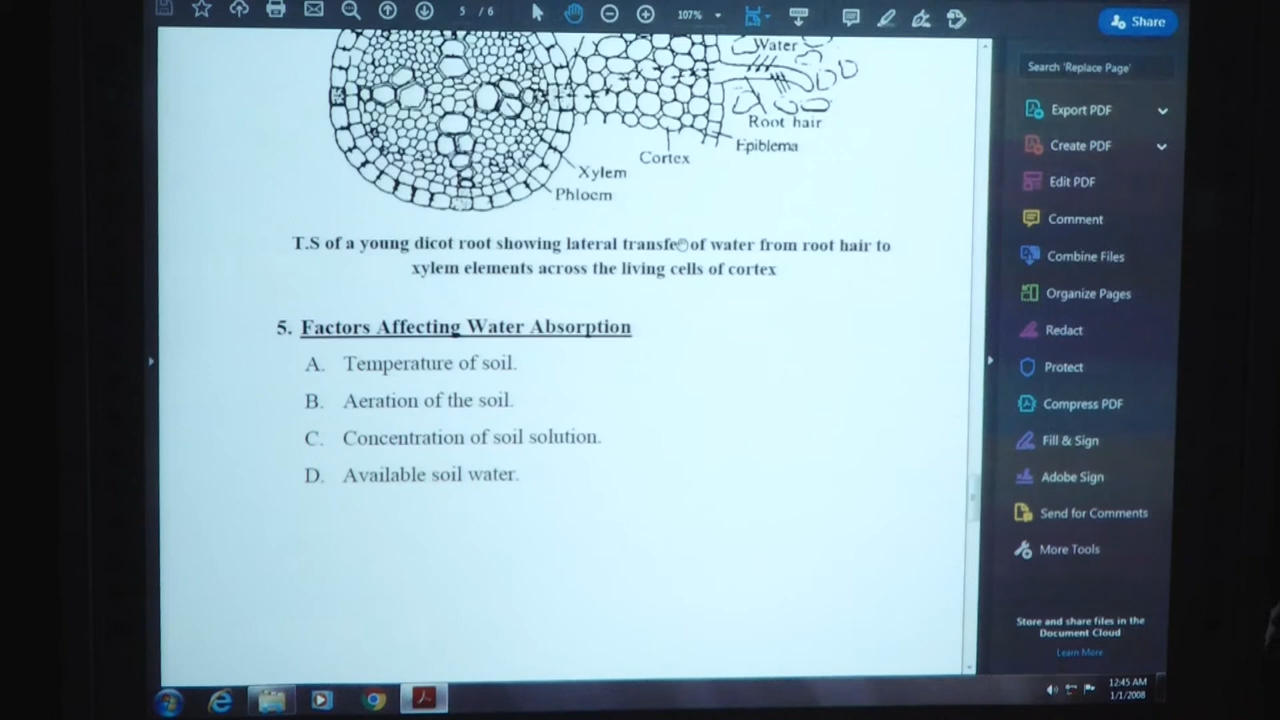 5 / 6
107%
Share
Water
Root hair
Epiblema
Cortex
Xylem
Phloem
T.S of a young dicot root showing lateral transfe of water from root hair to
xylem elements across the living cells of cortex
5. Factors Affecting Water Absorption
A. Temperature of soil.
B. Aeration of the soil.
C. Concentration of soil solution.
D. Available soil water.
Search 'Replace Page'
Export PDF
Create PDF
Edit PDF
Comment
Combine Files
Organize Pages
Redact
Protect
Compress PDF
Fill & Sign
Adobe Sign
Send for Comments
More Tools
Store and share files in the
Document Cloud
Learn More
12:45 AM
1/1/2008